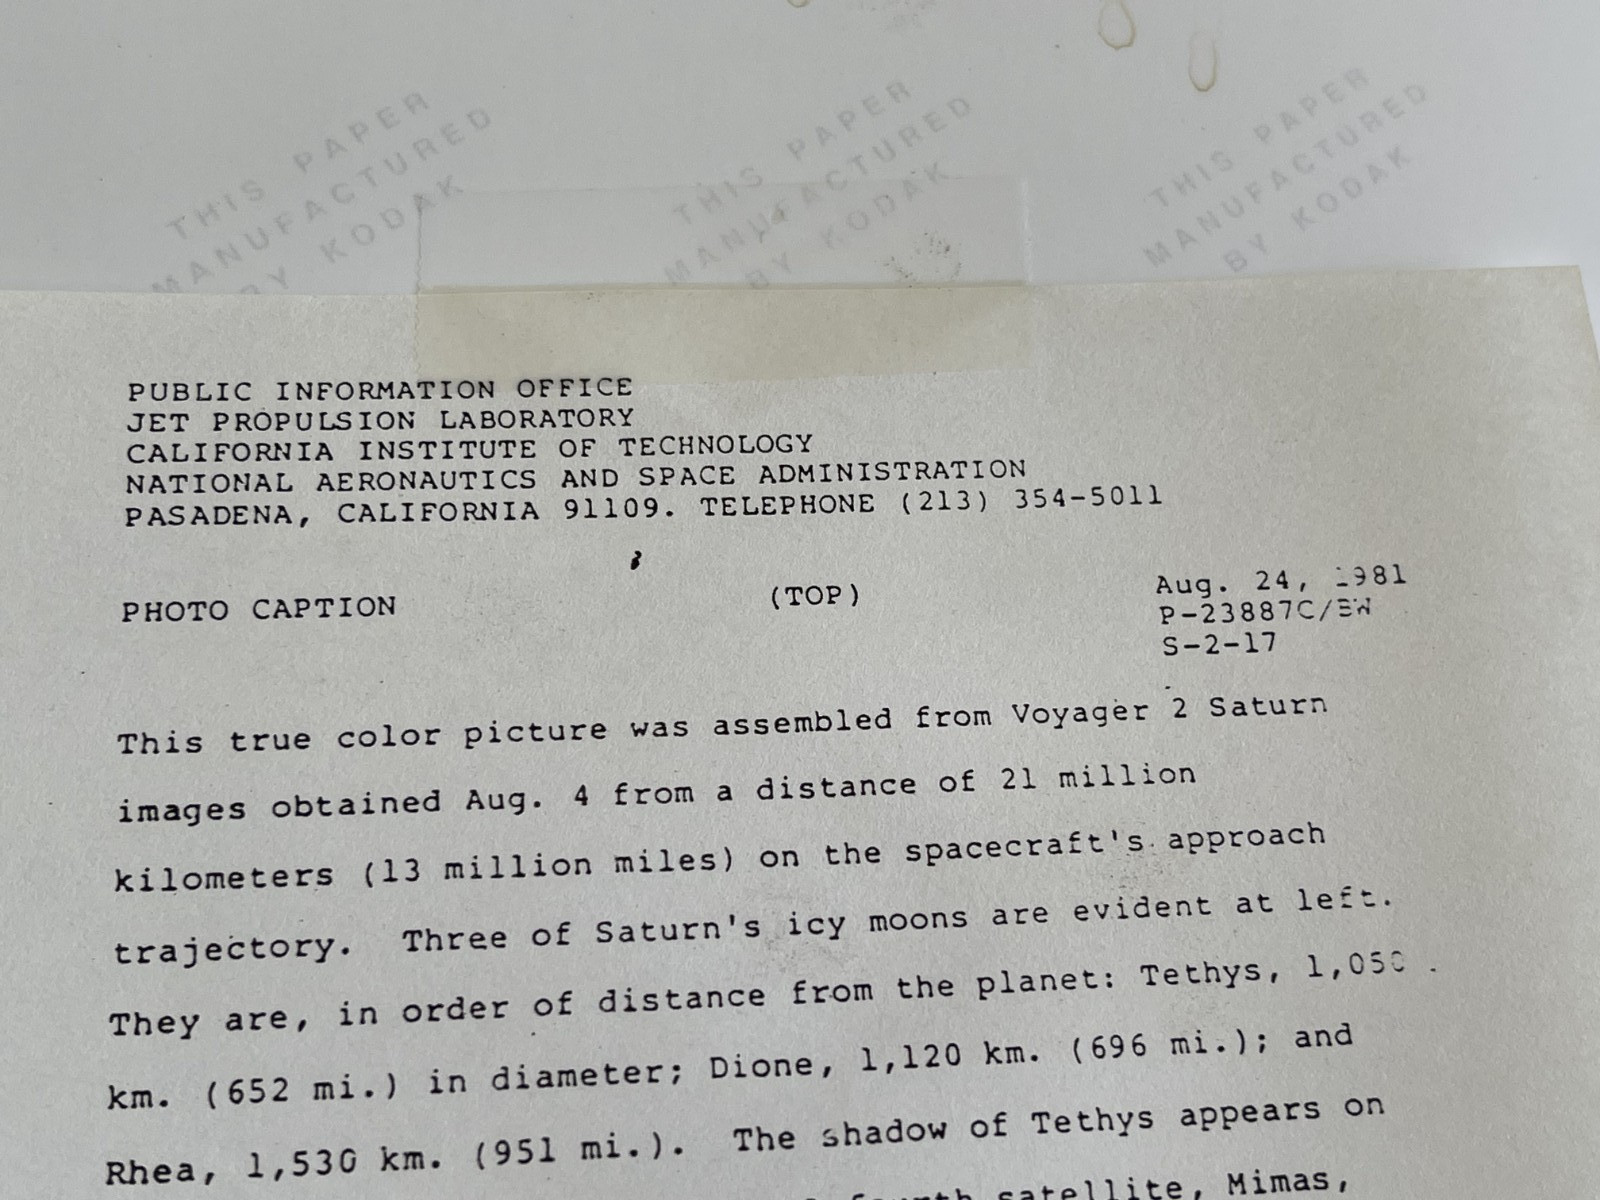 THIS PAPER
MANUFACTURED
BY KODAK
THIS PAPER
MANUFACTURED
BY KODAK
THIS PAPER
MANUFACTURED
BY KODAK
PUBLIC INFORMATION OFFICE
JET PROPULSION LABORATORY
CALIFORNIA INSTITUTE OF TECHNOLOGY
NATIONAL AERONAUTICS AND SPACE ADMINISTRATION
PASADENA, CALIFORNIA 91109. TELEPHONE (213) 354-5011
PHOTO CAPTION (TOP) Aug. 24, 1981
P-23887C/BW
S-2-17
This true color picture was assembled from Voyager 2 Saturn
images obtained Aug. 4 from a distance of 21 million
kilometers (13 million miles) on the spacecraft's approach
trajectory. Three of Saturn's icy moons are evident at left.
They are, in order of distance from the planet: Tethys, 1,050
km. (652 mi.) in diameter; Dione, 1,120 km. (696 mi.); and
Rhea, 1,530 km. (951 mi.). The shadow of Tethys appears on
fourth satellite, Mimas,